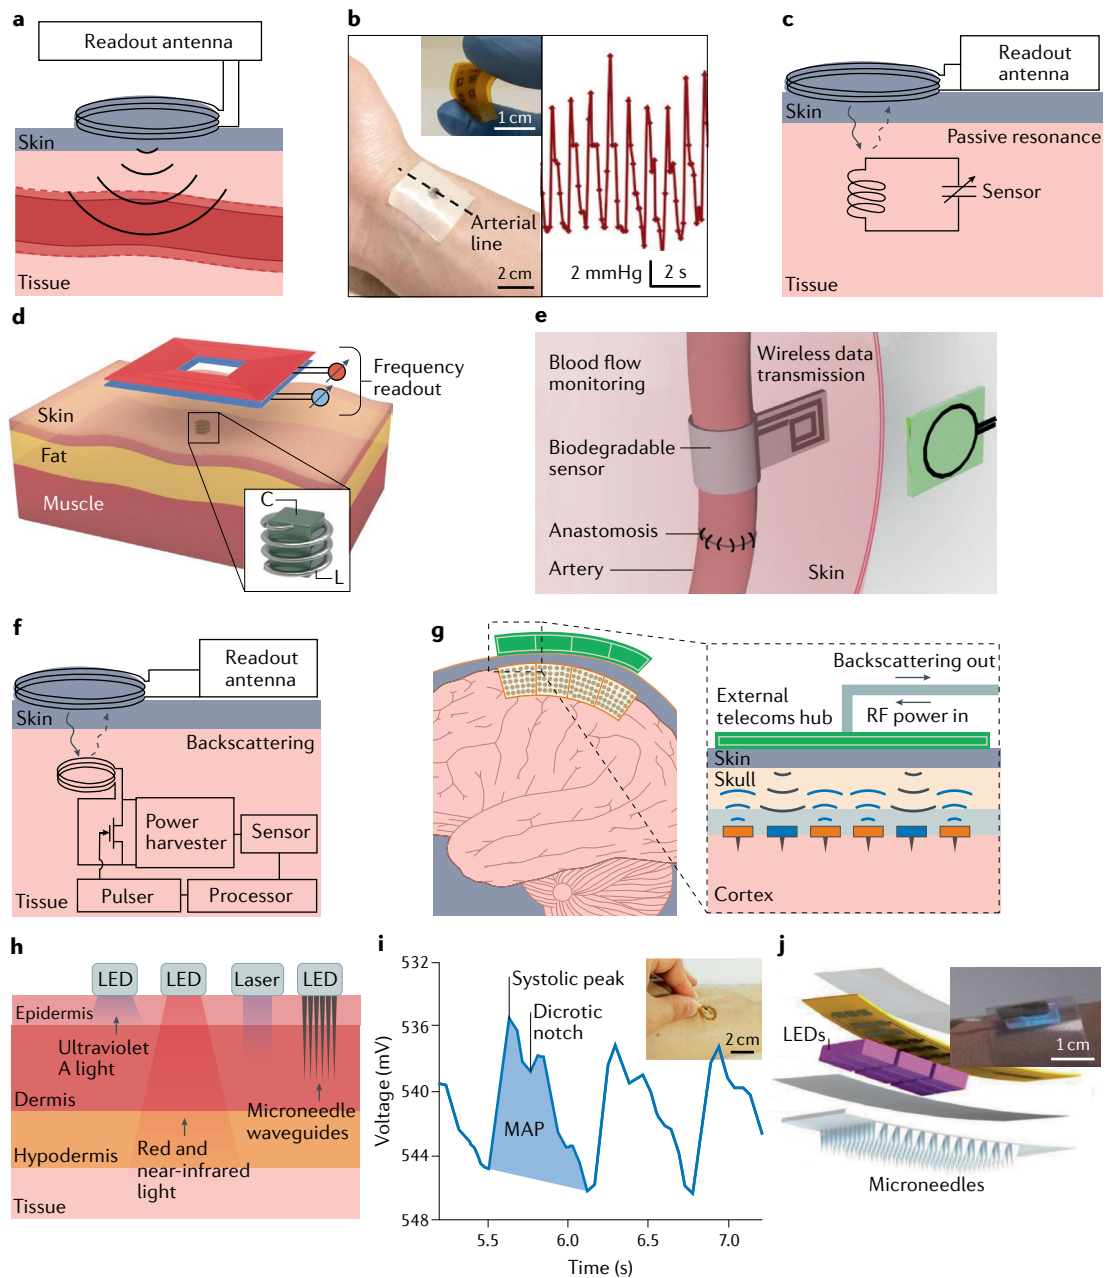 a
Readout antenna
Skin
Tissue
b
1 cm
Arterial
line
2 cm
2 mmHg
2 s
c
Readout
antenna
Skin
Passive resonance
Sensor
Tissue
d
Frequency
readout
Skin
Fat
Muscle
C
L
e
Blood flow
monitoring
Wireless data
transmission
Biodegradable
sensor
Anastomosis
Artery
Skin
f
Readout
antenna
Skin
Backscattering
Power
harvester
Sensor
Pulser
Processor
Tissue
g
Backscattering out
External
telecoms hub
RF power in
Skin
Skull
Cortex
h
LED
LED
Laser
LED
Epidermis
Ultraviolet
A light
Dermis
Microneedle
waveguides
Hypodermis
Red and
near-infrared
light
Tissue
i
532
536
540
544
548
Voltage (mV)
Systolic peak
Dicrotic
notch
MAP
2 cm
5.5
6.0
6.5
7.0
Time (s)
j
LEDs
1 cm
Microneedles